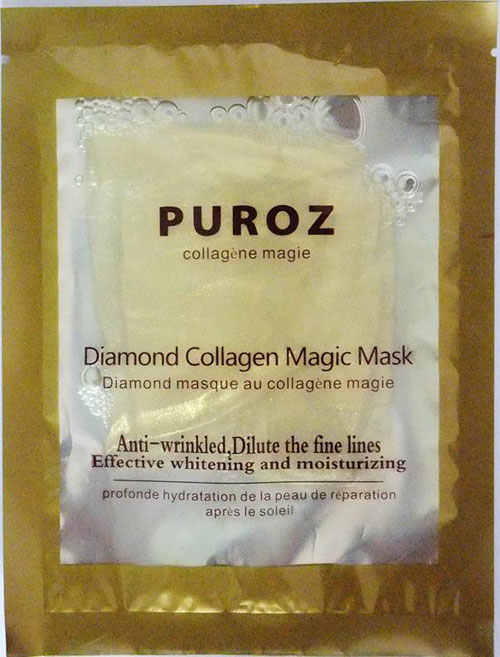 PUROZ
collagène magie
Diamond Collagen Magic Mask
Diamond masque au collagène magie
Anti-wrinkled,Dilute the fine lines
Effective whitening and moisturizing
profonde hydratation de la peau de réparation
après le soleil